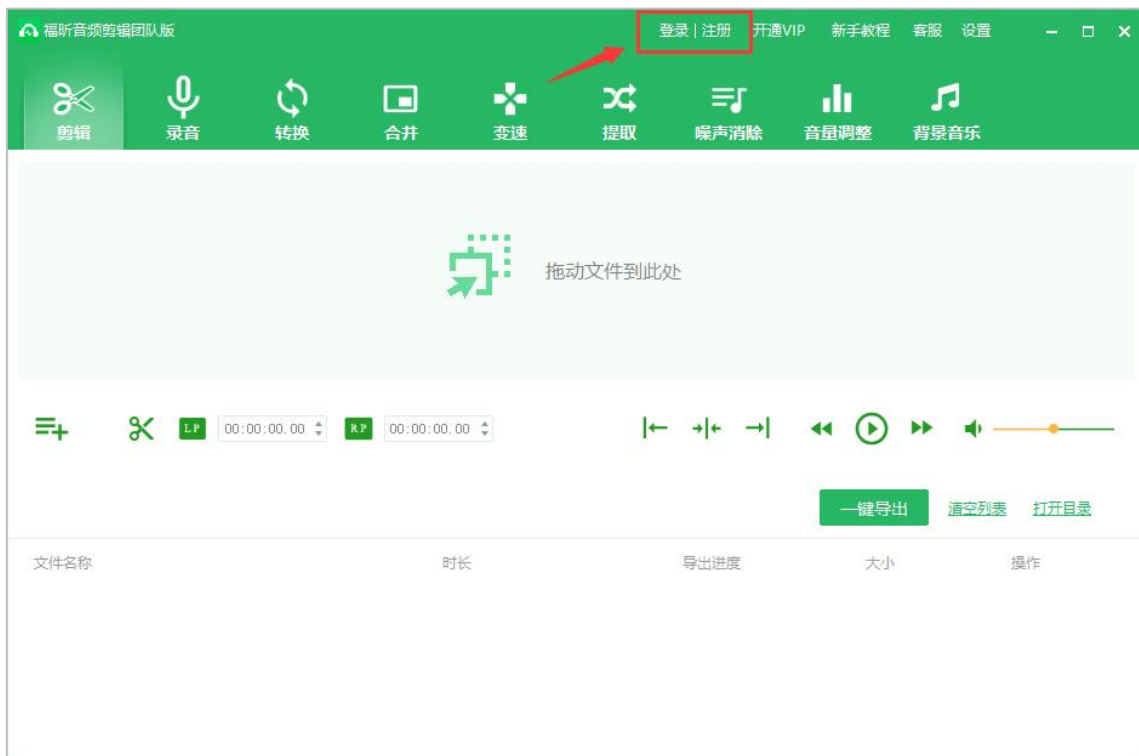 福昕音频剪辑团队版 登录 | 注册 开通VIP 新手教程 客服 设置
剪辑 录音 转换 合并 变速 提取 噪声消除 音量调整 背景音乐
拖动文件到此处
LP 00:00:00.00 RP 00:00:00.00
一键导出 清空列表 打开目录
文件名称 时长 导出进度 大小 操作